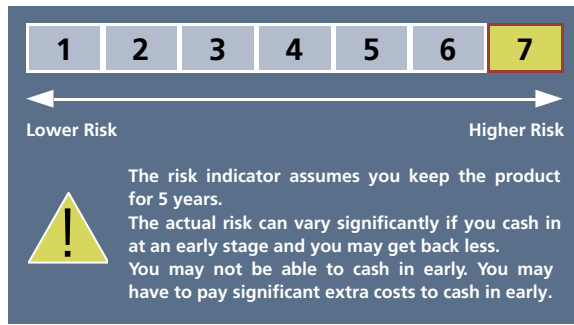 1 2 3 4 5 6 7
Lower Risk Higher Risk
The risk indicator assumes you keep the product
for 5 years.
The actual risk can vary significantly if you cash in
at an early stage and you may get back less.
You may not be able to cash in early. You may
have to pay significant extra costs to cash in early.
!